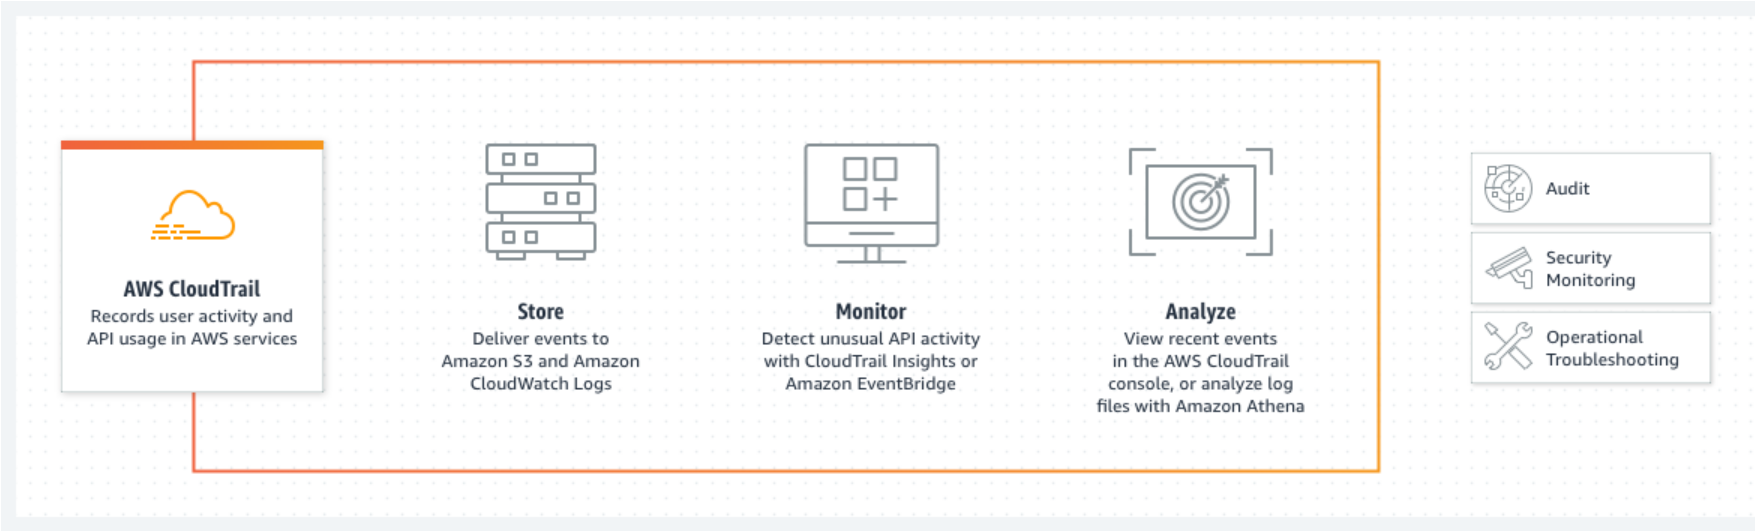 AWS CloudTrail
Records user activity and
API usage in AWS services
Store
Deliver events to
Amazon S3 and Amazon
CloudWatch Logs
Monitor
Detect unusual API activity
with CloudTrail Insights or
Amazon EventBridge
Analyze
View recent events
in the AWS CloudTrail
console, or analyze log
files with Amazon Athena
Audit
Security
Monitoring
Operational
Troubleshooting